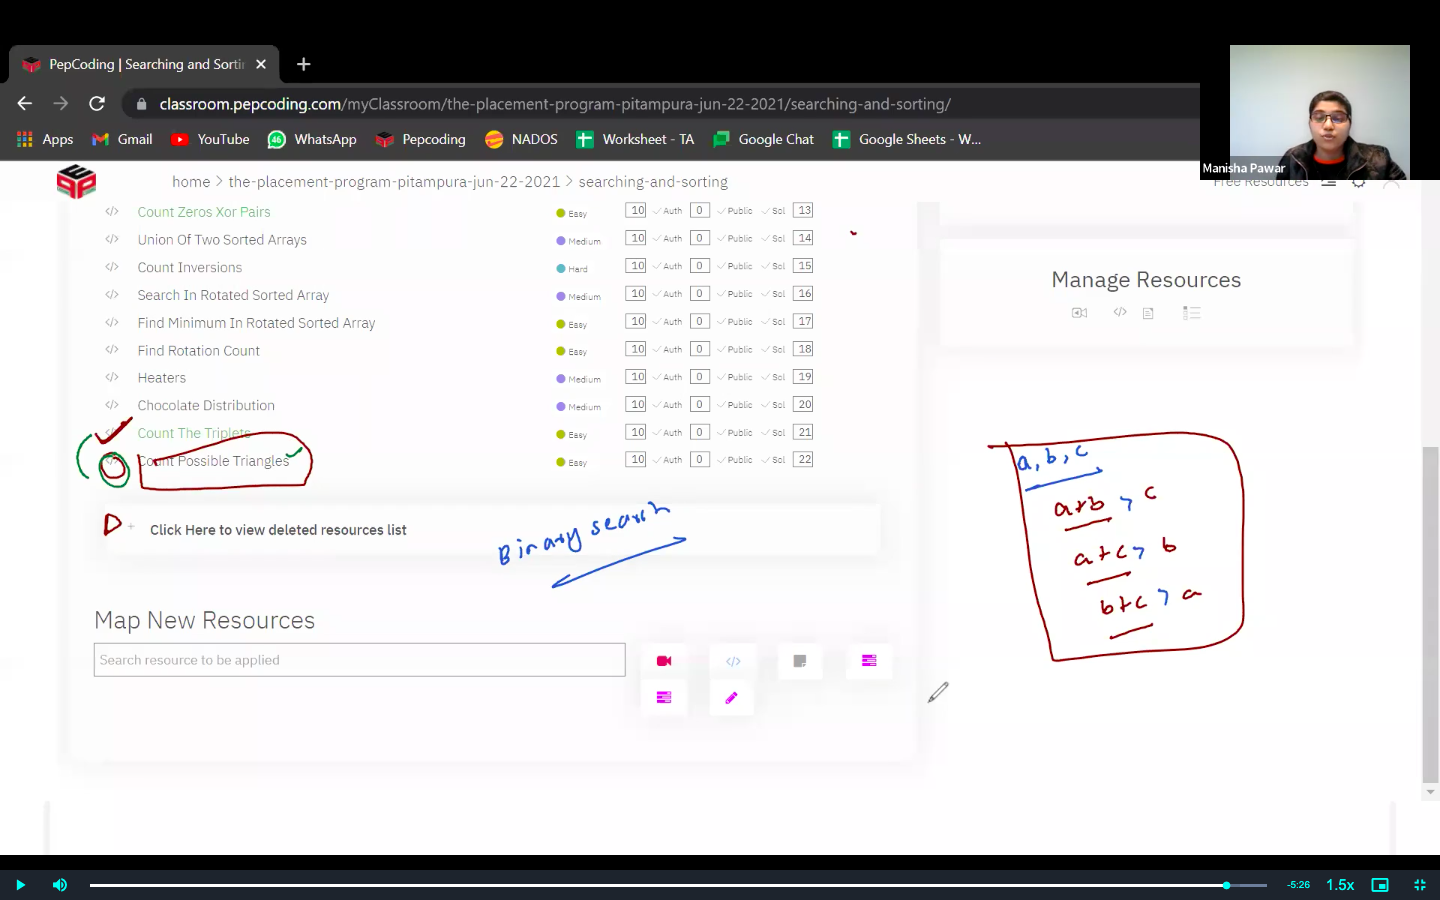 PepCoding | Searching and Sortin
classroom.pepcoding.com/myClassroom/the-placement-program-pitampura-jun-22-2021/searching-and-sorting/
Apps Gmail YouTube 46 WhatsApp Pepcoding NADOS Worksheet - TA Google Chat Google Sheets - W...
Manisha Pawar
home > the-placement-program-pitampura-jun-22-2021 > searching-and-sorting
Free Resources
Count Zeros Xor Pairs Easy 10 Auth 0 Public Sol 13
Union Of Two Sorted Arrays Medium 10 Auth 0 Public Sol 14
Count Inversions Hard 10 Auth 0 Public Sol 15
Search In Rotated Sorted Array Medium 10 Auth 0 Public Sol 16
Find Minimum In Rotated Sorted Array Easy 10 Auth 0 Public Sol 17
Find Rotation Count Easy 10 Auth 0 Public Sol 18
Heaters Medium 10 Auth 0 Public Sol 19
Chocolate Distribution Medium 10 Auth 0 Public Sol 20
Count The Triplets Easy 10 Auth 0 Public Sol 21
Count Possible Triangles Easy 10 Auth 0 Public Sol 22
Manage Resources
a, b, c
a+b > c
a+c > b
b+c > a
+ Click Here to view deleted resources list
Binary search
Map New Resources
Search resource to be applied
-5:26 1.5x